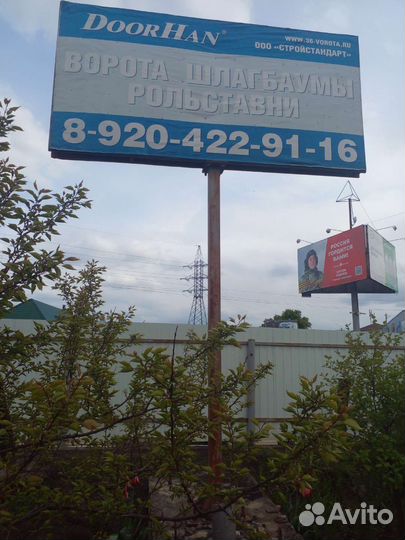 DOORHAN®
WWW.36-VOROTA.RU
ООО «СТРОЙСТАНДАРТ»
ВОРОТА ШЛАГБАУМЫ
РОЛЬСТАВНИ
8-920-422-91-16
РОССИЯ
ГОРДИТСЯ
ВАМИ!
Avito